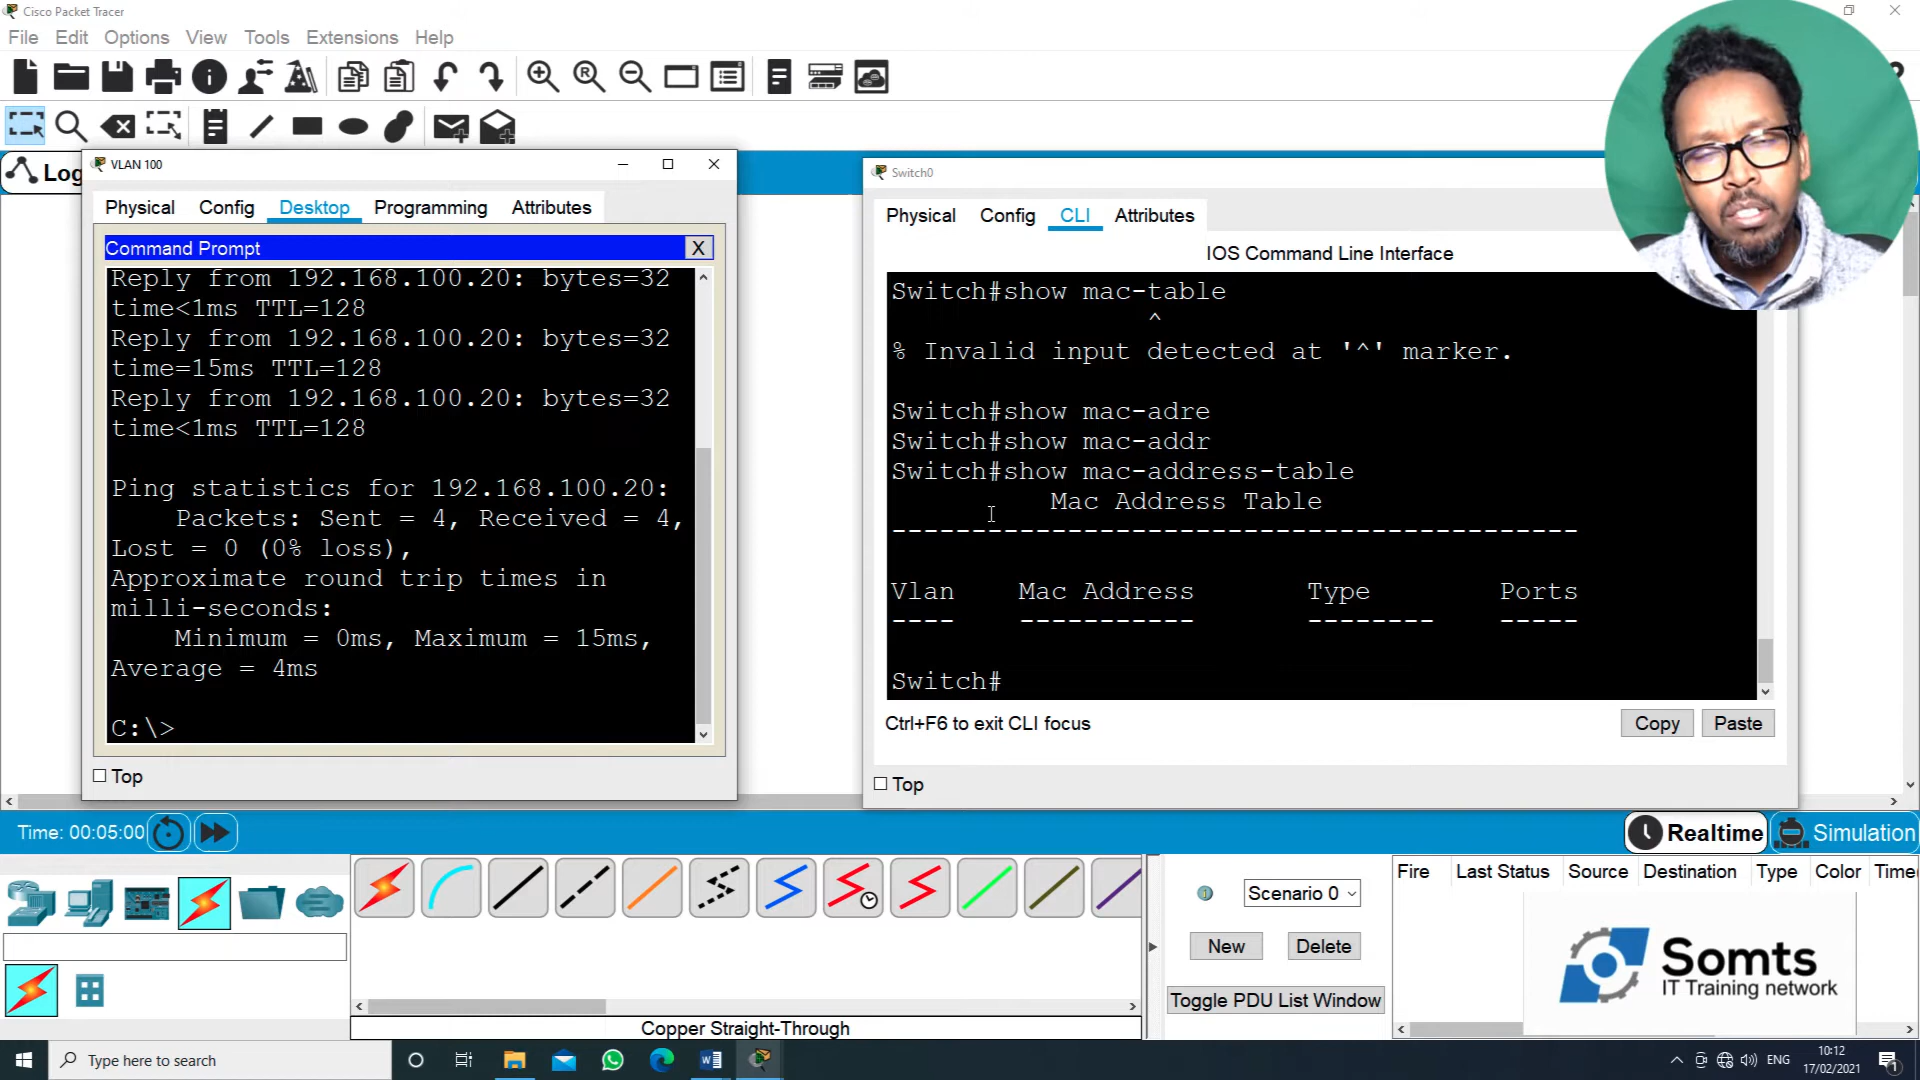 Cisco Packet Tracer
File Edit Options View Tools Extensions Help
VLAN 100
Physical Config Desktop Programming Attributes
Command Prompt X
Reply from 192.168.100.20: bytes=32
time<1ms TTL=128
Reply from 192.168.100.20: bytes=32
time=15ms TTL=128
Reply from 192.168.100.20: bytes=32
time<1ms TTL=128
Ping statistics for 192.168.100.20:
Packets: Sent = 4, Received = 4,
Lost = 0 (0% loss),
Approximate round trip times in
milli-seconds:
Minimum = 0ms, Maximum = 15ms,
Average = 4ms
C:\>
Top
Switch0
Physical Config CLI Attributes
IOS Command Line Interface
Switch#show mac-table
^
% Invalid input detected at '^' marker.
Switch#show mac-adre
Switch#show mac-addr
Switch#show mac-address-table
Mac Address Table
-------------------------------------------
Vlan Mac Address Type Ports
---- ----------- -------- -----
Switch#
Ctrl+F6 to exit CLI focus
Copy Paste
Top
Time: 00:05:00
Realtime
Simulation
Scenario 0
New Delete
Toggle PDU List Window
Fire Last Status Source Destination Type Color
Copper Straight-Through
Somts
IT Training network
Type here to search
ENG
10:12
17/02/2021